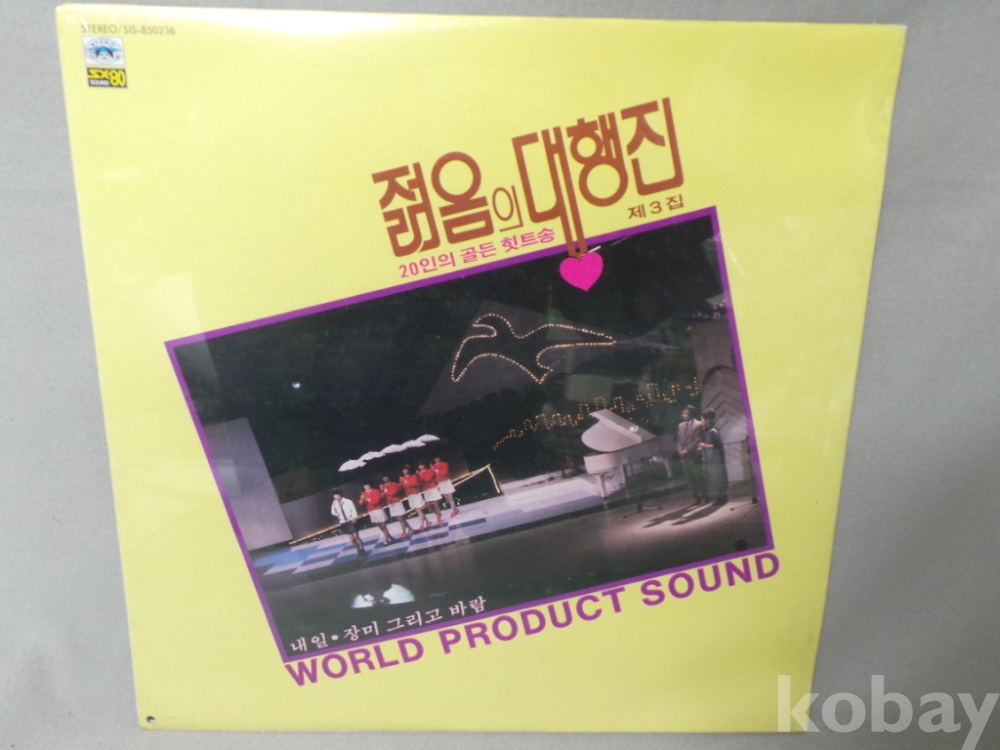 STEREO/SIS-850236
SX-80
SOUND
젊음의 대행진
제3집
20인의 골든 힛트송
내일•장미 그리고 바람
WORLD PRODUCT SOUND
kobay